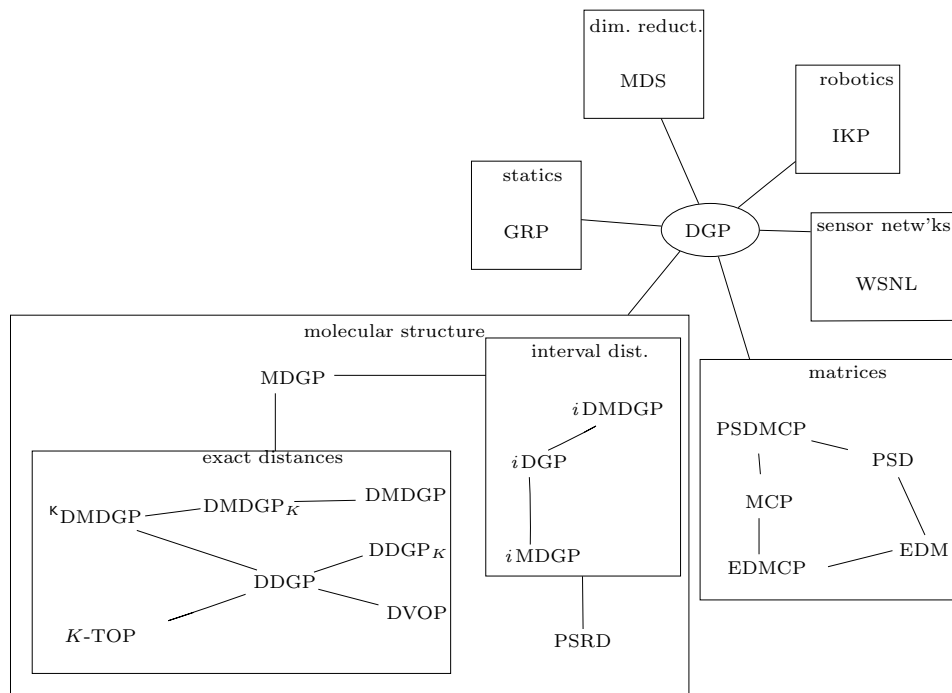 dim. reduct.
MDS
robotics
IKP
statics
GRP
DGP
sensor netw'ks
WSNL
molecular structure
MDGP
interval dist.
iDMDGP
iDGP
iMDGP
PSRD
exact distances
ᴷDMDGP
DMDGP_K
DMDGP
DDGP_K
DDGP
DVOP
K-TOP
matrices
PSDMCP
PSD
MCP
EDM
EDMCP